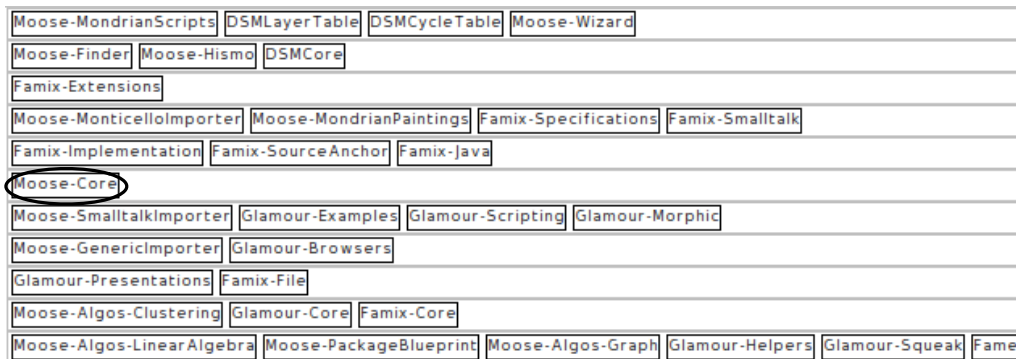 Moose-MondrianScripts DSMLayerTable DSMCycleTable Moose-Wizard
Moose-Finder Moose-Hismo DSMCore
Famix-Extensions
Moose-MonticelloImporter Moose-MondrianPaintings Famix-Specifications Famix-Smalltalk
Famix-Implementation Famix-SourceAnchor Famix-Java
Moose-Core
Moose-SmalltalkImporter Glamour-Examples Glamour-Scripting Glamour-Morphic
Moose-GenericImporter Glamour-Browsers
Glamour-Presentations Famix-File
Moose-Algos-Clustering Glamour-Core Famix-Core
Moose-Algos-LinearAlgebra Moose-PackageBlueprint Moose-Algos-Graph Glamour-Helpers Glamour-Squeak Fame